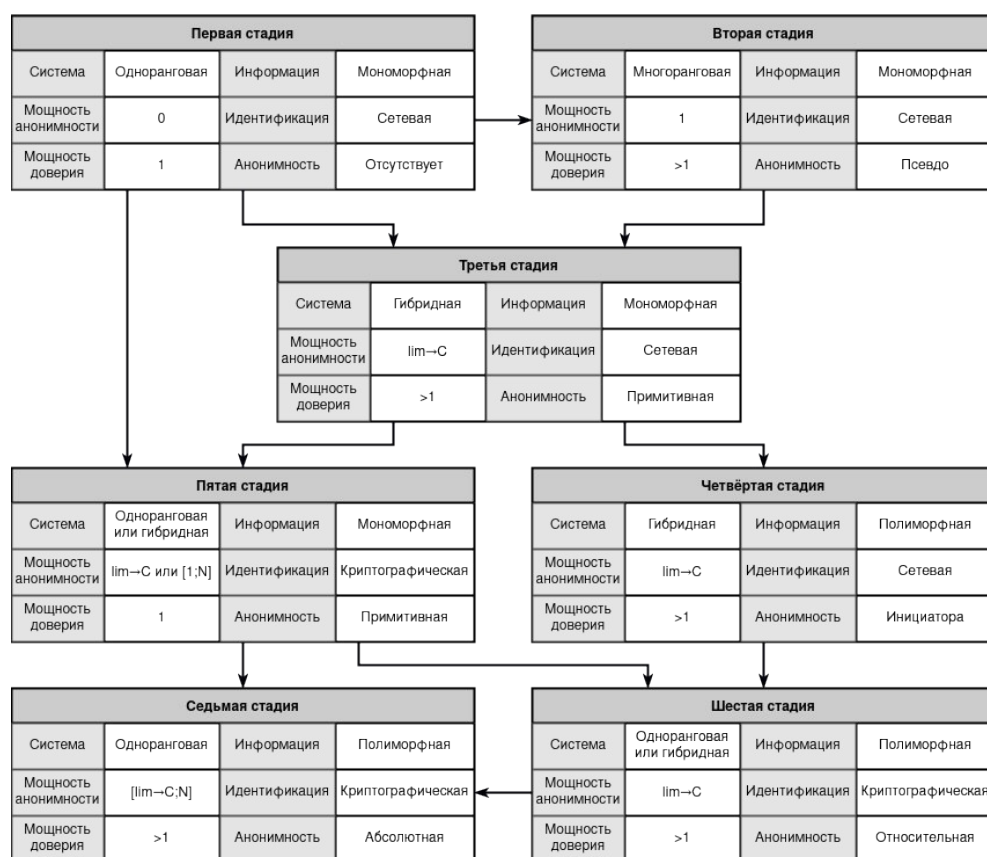 Первая стадия
Система Одноранговая Информация Мономорфная
Мощность
анонимности 0 Идентификация Сетевая
Мощность
доверия 1 Анонимность Отсутствует
Вторая стадия
Система Многоранговая Информация Мономорфная
Мощность
анонимности 1 Идентификация Сетевая
Мощность
доверия >1 Анонимность Псевдо
Третья стадия
Система Гибридная Информация Мономорфная
Мощность
анонимности lim→C Идентификация Сетевая
Мощность
доверия >1 Анонимность Примитивная
Пятая стадия
Система Одноранговая
или гибридная Информация Мономорфная
Мощность
анонимности lim→C или [1;N] Идентификация Криптографическая
Мощность
доверия 1 Анонимность Примитивная
Четвёртая стадия
Система Гибридная Информация Полиморфная
Мощность
анонимности lim→C Идентификация Сетевая
Мощность
доверия >1 Анонимность Инициатора
Седьмая стадия
Система Одноранговая Информация Полиморфная
Мощность
анонимности [lim→C;N] Идентификация Криптографическая
Мощность
доверия >1 Анонимность Абсолютная
Шестая стадия
Система Одноранговая
или гибридная Информация Полиморфная
Мощность
анонимности lim→C Идентификация Криптографическая
Мощность
доверия >1 Анонимность Относительная